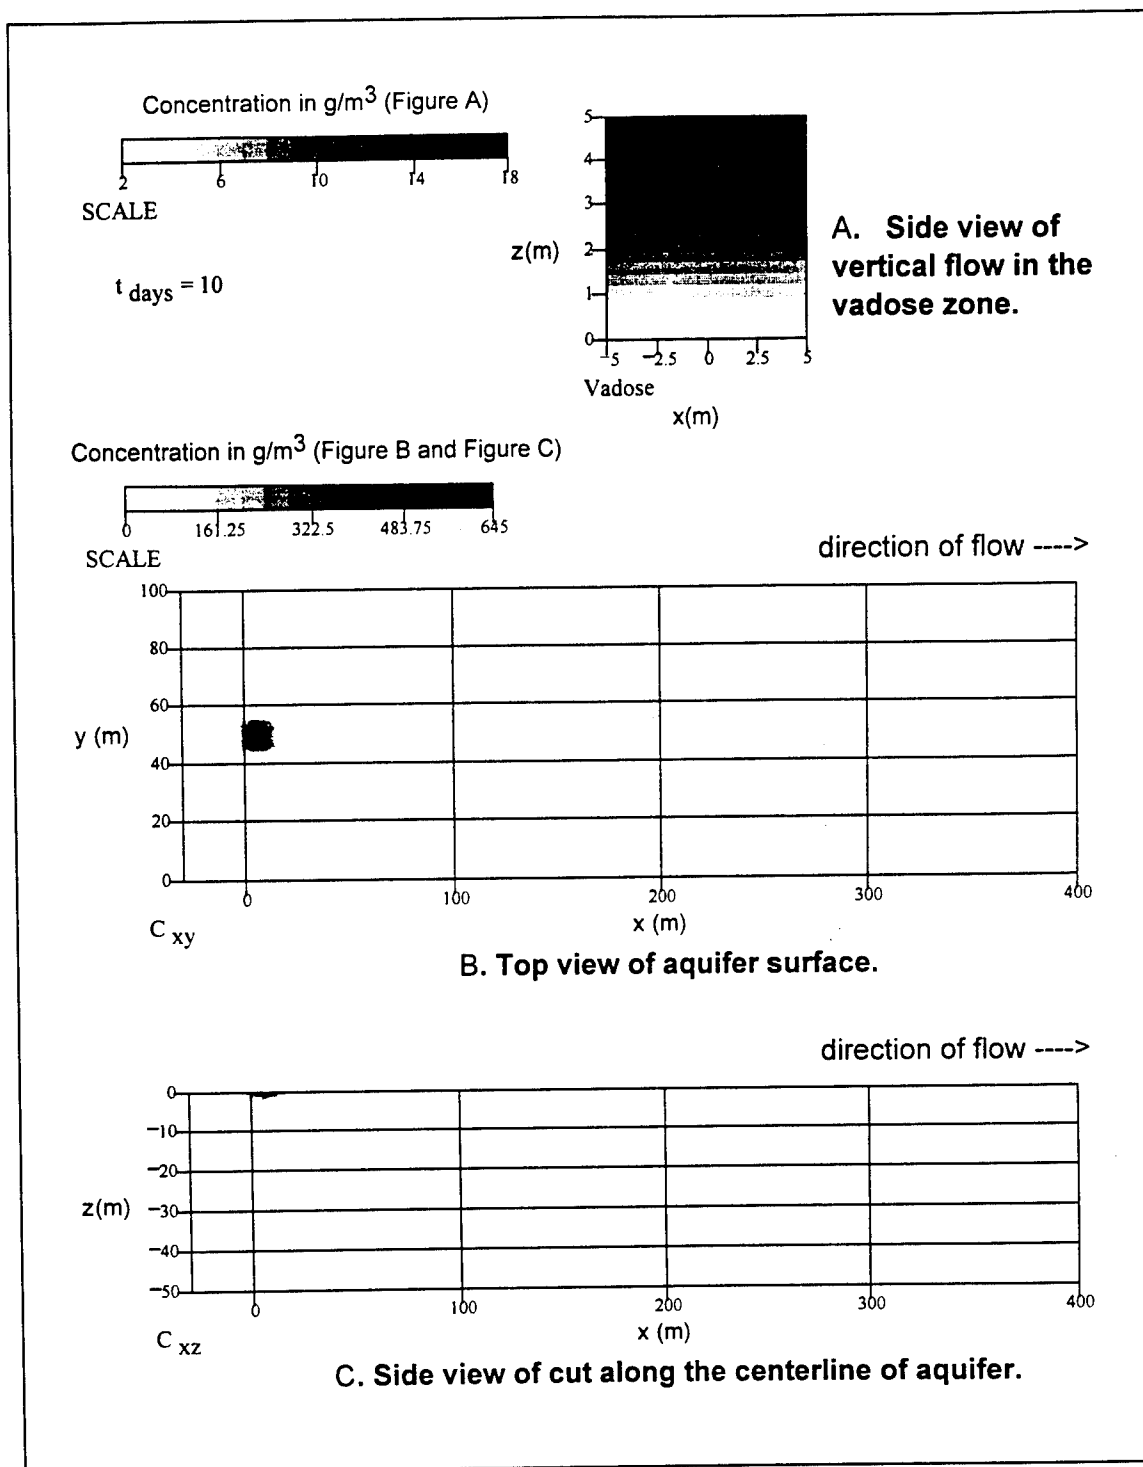 Concentration in g/m³ (Figure A)
2 6 10 14 18
SCALE
t days = 10
5
4
3
2
1
0
z(m)
-5 -2.5 0 2.5 5
Vadose
x(m)
A. Side view of
vertical flow in the
vadose zone.
Concentration in g/m³ (Figure B and Figure C)
0 161.25 322.5 483.75 645
SCALE
direction of flow ---->
100
80
60
y (m)
40
20
0
0 100 200 300 400
C xy
x (m)
B. Top view of aquifer surface.
direction of flow ---->
0
-10
-20
z(m)
-30
-40
-50
0 100 200 300 400
C xz
x (m)
C. Side view of cut along the centerline of aquifer.